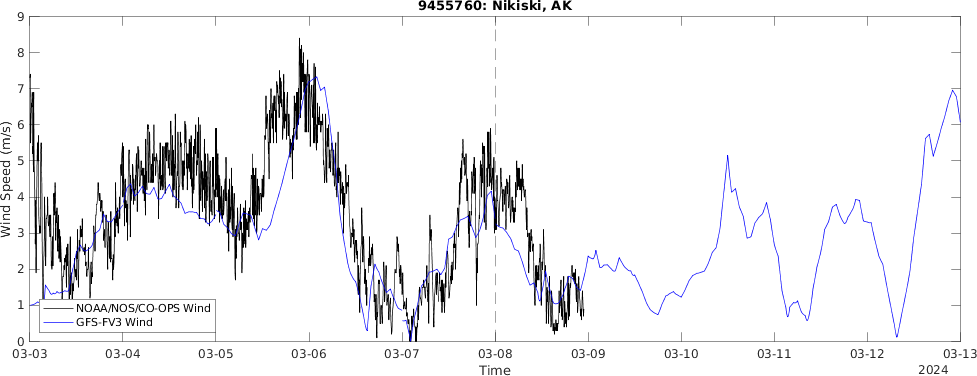 9455760: Nikiski, AK
9
8
7
6
5
4
3
2
1
0
Wind Speed (m/s)
NOAA/NOS/CO-OPS Wind
GFS-FV3 Wind
03-03 03-04 03-05 03-06 03-07 03-08 03-09 03-10 03-11 03-12 03-13
Time
2024